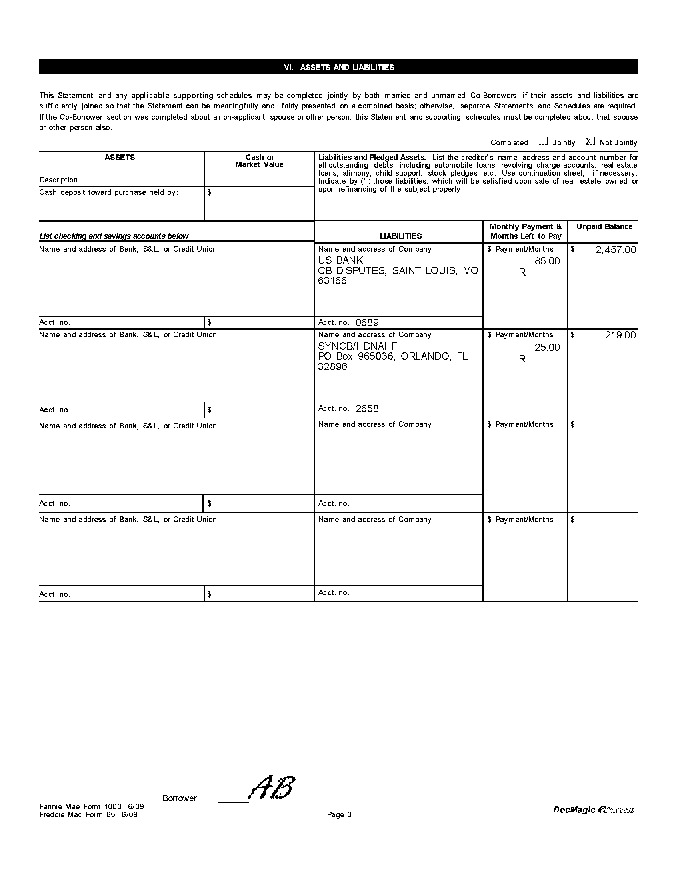 VI. ASSETS AND LIABILITIES
This Statement and any applicable supporting schedules may be completed jointly by both married and unmarried Co-Borrowers if their assets and liabilities are
sufficiently joined so that the Statement can be meaningfully and fairly presented on a combined basis; otherwise, separate Statements and Schedules are required.
If the Co-Borrower section was completed about a non-applicant spouse or other person, this Statement and supporting schedules must be completed about that spouse
or other person also.
Completed Jointly X Not Jointly
ASSETS
Cash or
Market Value
Description
Liabilities and Pledged Assets. List the creditor's name, address and account number for
all outstanding debts, including automobile loans, revolving charge accounts, real estate
loans, alimony, child support, stock pledges, etc. Use continuation sheet, if necessary.
Indicate by (*) those liabilities, which will be satisfied upon sale of real estate owned or
upon refinancing of the subject property.
Cash deposit toward purchase held by: $
List checking and savings accounts below
LIABILITIES
Monthly Payment &
Months Left to Pay
Unpaid Balance
Name and address of Bank, S&L, or Credit Union
Name and address of Company
US BANK
CB DISPUTES, SAINT LOUIS, MO
63166
$ Payment/Months
85.00
R
$ 2,457.00
Acct. no. $
Acct. no. 0689
Name and address of Bank, S&L, or Credit Union
Name and address of Company
PO Box 965036, ORLANDO, FL
32896
$ Payment/Months
25.00
R
$ 219.00
Acct. no. $
Acct. no. 2658
Name and address of Bank, S&L, or Credit Union
Name and address of Company
$ Payment/Months
$
Acct. no. $
Acct. no.
Name and address of Bank, S&L, or Credit Union
Name and address of Company
$ Payment/Months
$
Acct. no. $
Acct. no.
Borrower AB
Fannie Mae Form 1003 6/09
Freddie Mac Form 65 6/09
Page 3
DocMagic